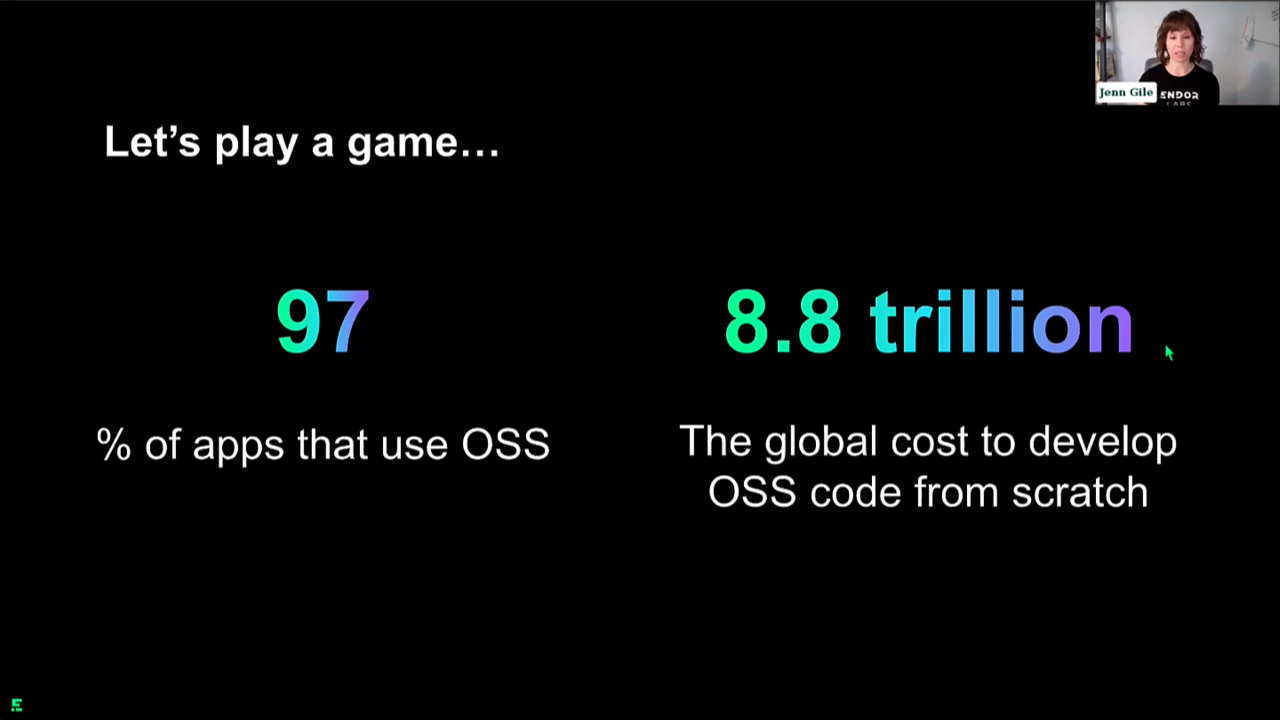 Jenn Gile
ENDOR
LABS
Let’s play a game…
97
8.8 trillion
% of apps that use OSS
The global cost to develop
OSS code from scratch